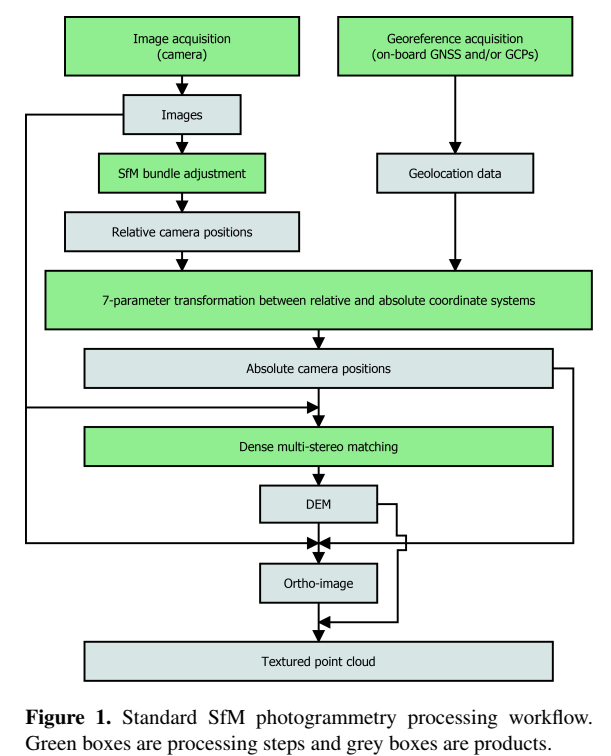 Image acquisition
(camera)
Georeference acquisition
(on-board GNSS and/or GCPs)
Images
SfM bundle adjustment
Geolocation data
Relative camera positions
7-parameter transformation between relative and absolute coordinate systems
Absolute camera positions
Dense multi-stereo matching
DEM
Ortho-image
Textured point cloud
Figure 1. Standard SfM photogrammetry processing workflow.
Green boxes are processing steps and grey boxes are products.